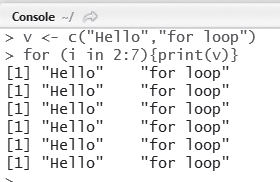 Console ~/
> v <- c("Hello","for loop")
> for (i in 2:7){print(v)}
[1] "Hello"    "for loop"
[1] "Hello"    "for loop"
[1] "Hello"    "for loop"
[1] "Hello"    "for loop"
[1] "Hello"    "for loop"
[1] "Hello"    "for loop"
>